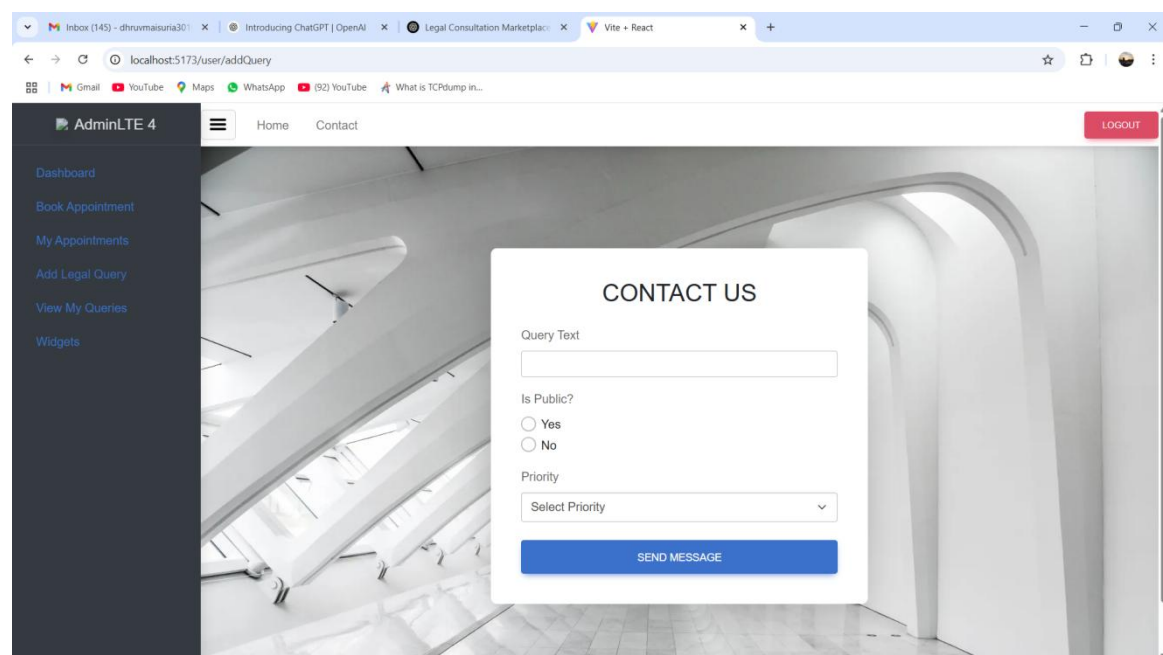 Inbox (145) - dhruvmaisuria301
Introducing ChatGPT | OpenAI
Legal Consultation Marketplace
Vite + React
localhost:5173/user/addQuery
Gmail
YouTube
Maps
WhatsApp
(92) YouTube
What is TCPdump in...
AdminLTE 4
Home
Contact
LOGOUT
Dashboard
Book Appointment
My Appointments
Add Legal Query
View My Queries
Widgets
CONTACT US
Query Text
Is Public?
Yes
No
Priority
Select Priority
SEND MESSAGE